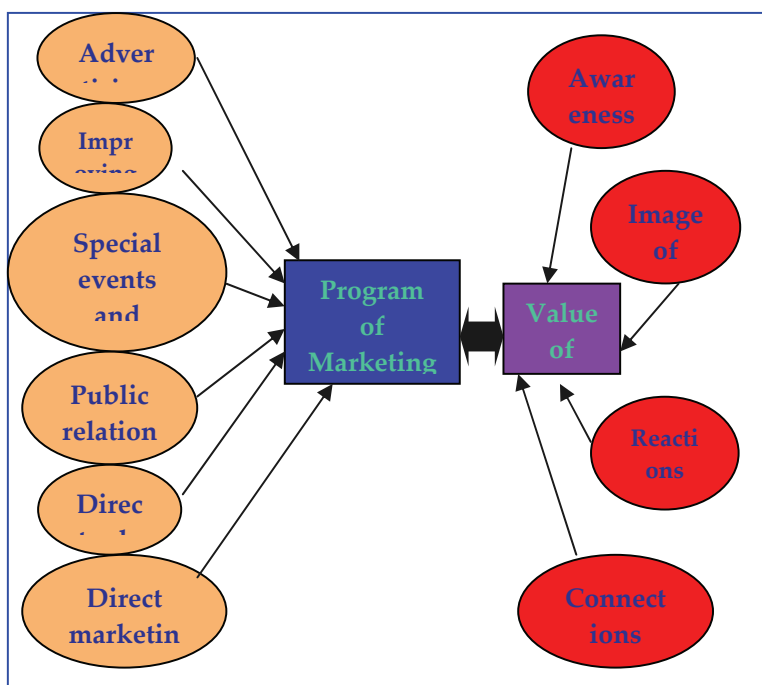 Adver
Impr
Special
events
and
Public
relation
Direc
Direct
marketin
Program
of
Marketing
Value
of
Awar
eness
Image
of
Reacti
ons
Connect
ions